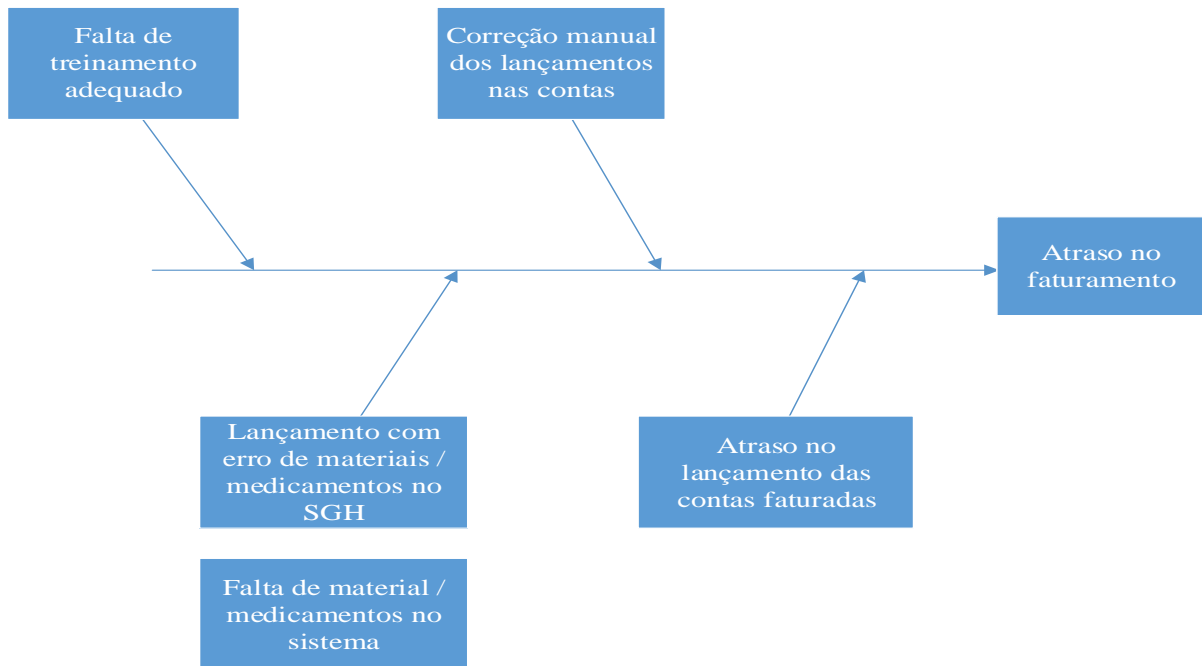 Falta de
treinamento
adequado
Correção manual
dos lançamentos
nas contas
Atraso no
faturamento
Lançamento com
erro de materiais /
medicamentos no
SGH
Atraso no
lançamento das
contas faturadas
Falta de material /
medicamentos no
sistema